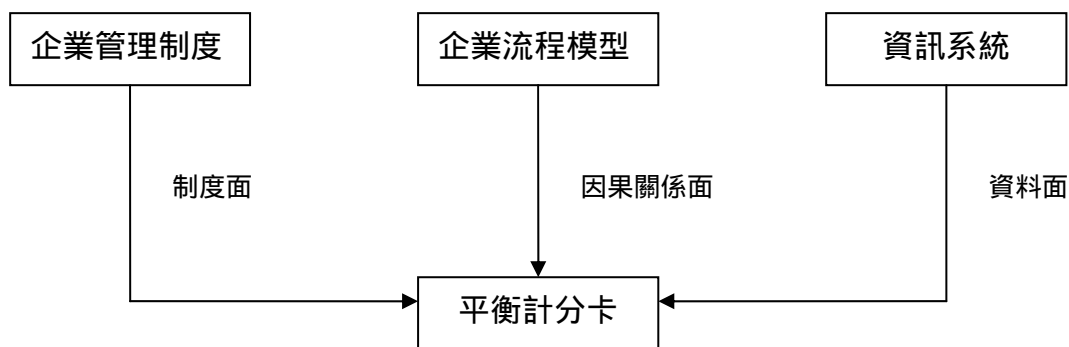 企業管理制度
企業流程模型
資訊系統
制度面
因果關係面
資料面
平衡計分卡